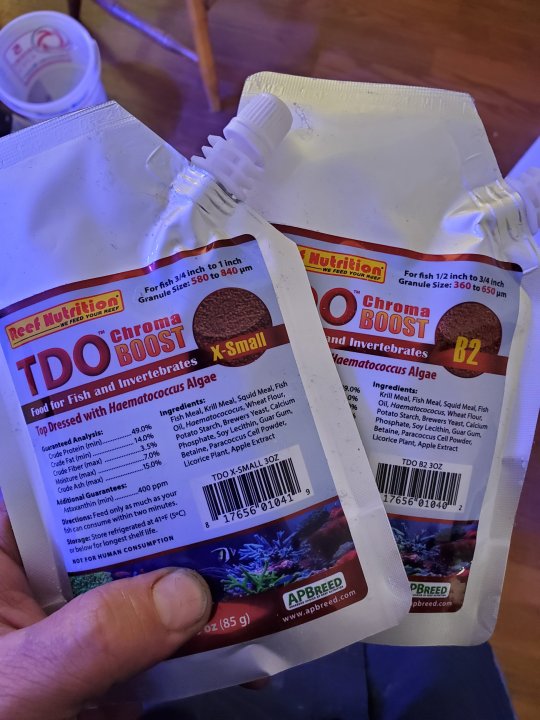 Reef Nutrition
WE FEED YOUR REEF
For fish 3/4 inch to 1 inch
Granule Size: 580 to 840 µm
TDO™ Chroma
BOOST
X-Small
Food for Fish and Invertebrates
Top Dressed with Haematococcus Algae
Guaranteed Analysis:
Crude Protein (min)..........49.0%
Crude Fat (min)..........14.0%
Crude Fiber (max)..........3.5%
Moisture (max)..........7.0%
Crude Ash (max)..........15.0%
Additional Guarantees:
Astaxanthin (min)..........400 ppm
Directions: Feed only as much as your
fish can consume within two minutes.
Storage: Store refrigerated at 41°F (5°C)
or below for longest shelf life.
NOT FOR HUMAN CONSUMPTION
Ingredients:
Fish Meal, Krill Meal, Squid Meal, Fish
Oil, Haematococcus, Wheat Flour,
Potato Starch, Brewers Yeast, Calcium
Phosphate, Soy Lecithin, Guar Gum,
Betaine, Paracoccus Cell Powder,
Licorice Plant, Apple Extract
TDO X-SMALL 3OZ
8 17656 01041 9
oz (85 g)
APBREED
www.apbreed.com
f Nutrition
WE FEED YOUR REEF
For fish 1/2 inch to 3/4 inch
Granule Size: 360 to 650 µm
DO™ Chroma
BOOST
B2
and Invertebrates
Haematococcus Algae
Ingredients:
Krill Meal, Fish Meal, Squid Meal, Fish
Oil, Haematococcus, Wheat Flour,
Potato Starch, Brewers Yeast, Calcium
Phosphate, Soy Lecithin, Guar Gum,
Betaine, Paracoccus Cell Powder,
Licorice Plant, Apple Extract
TDO B2 3OZ
17656 01040 2
APBREED
www.apbreed.com